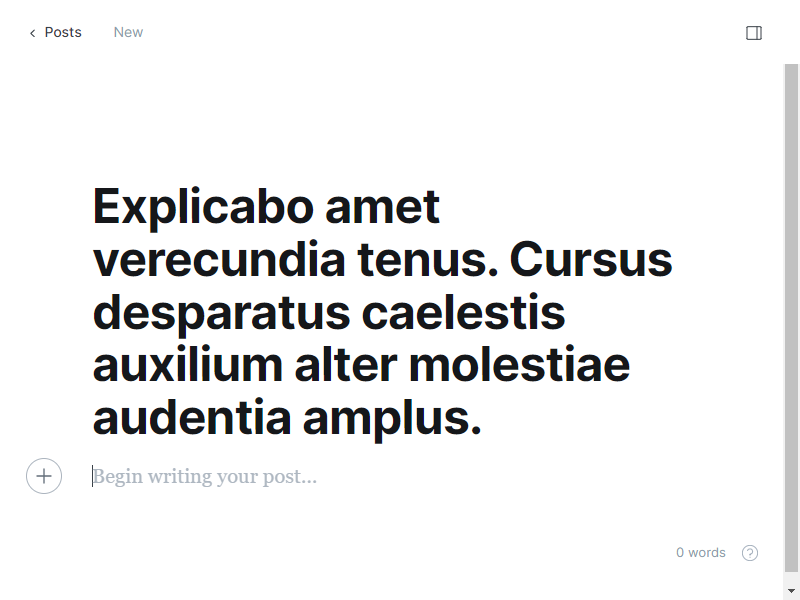 Posts
New
Explicabo amet
verecundia tenus. Cursus
desparatus caelestis
auxilium alter molestiae
audentia amplus.
Begin writing your post...
0 words
?